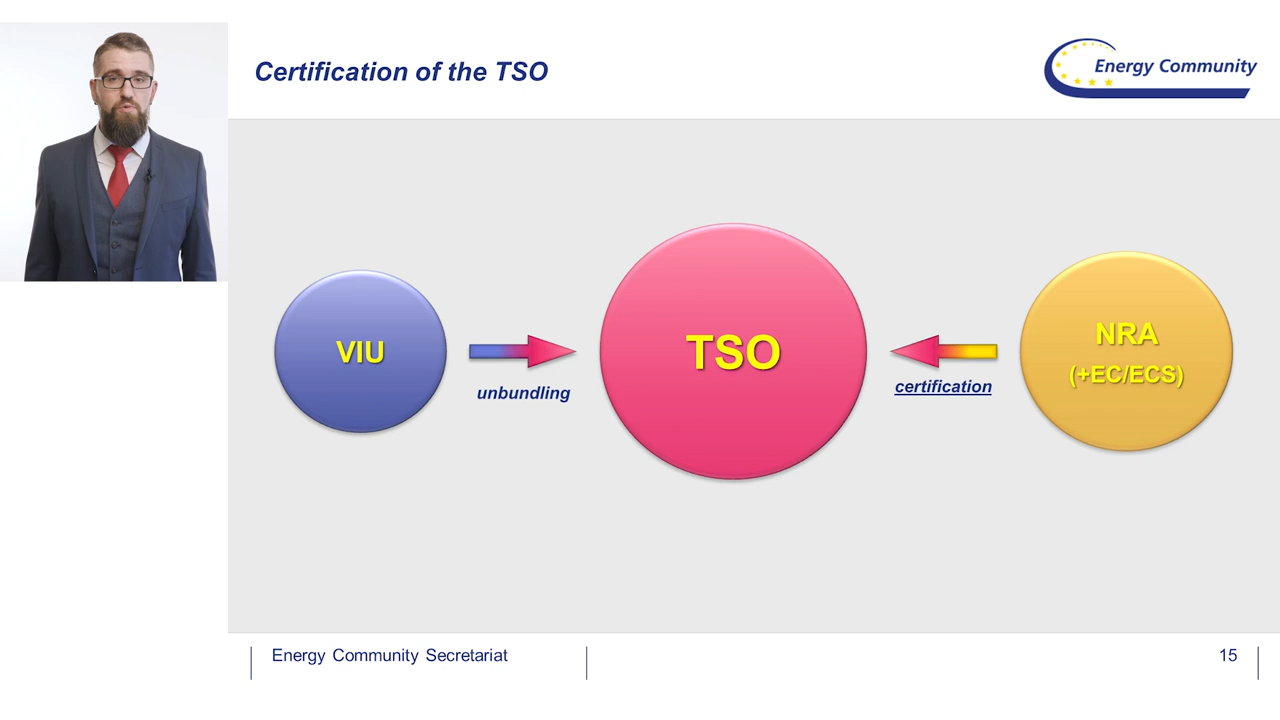 Certification of the TSO
Energy Community
VIU
unbundling
TSO
certification
NRA
(+EC/ECS)
Energy Community Secretariat
15